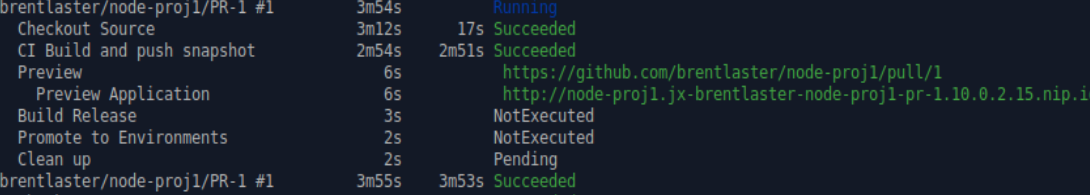 brentlaster/node-proj1/PR-1 #1 3m54s Running
Checkout Source 3m12s 17s Succeeded
CI Build and push snapshot 2m54s 2m51s Succeeded
Preview 6s https://github.com/brentlaster/node-proj1/pull/1
Preview Application 6s http://node-proj1.jx-brentlaster-node-proj1-pr-1.10.0.2.15.nip.i
Build Release 3s NotExecuted
Promote to Environments 2s NotExecuted
Clean up 2s Pending
brentlaster/node-proj1/PR-1 #1 3m55s 3m53s Succeeded